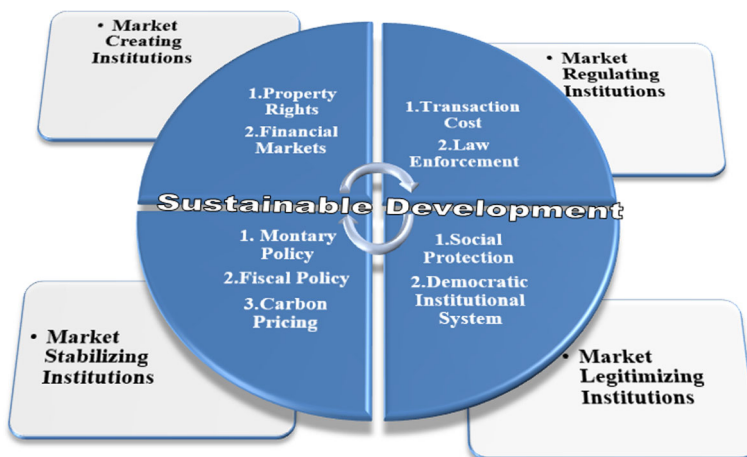 • Market
Creating
Institutions
1.Property
Rights
2.Financial
Markets
1.Transaction
Cost
2.Law
Enforcement
• Market
Regulating
Institutions
Sustainable Development
1. Montary
Policy
2.Fiscal Policy
3.Carbon
Pricing
1.Social
Protection
2.Democratic
Institutional
System
• Market
Stabilizing
Institutions
• Market
Legitimizing
Institutions